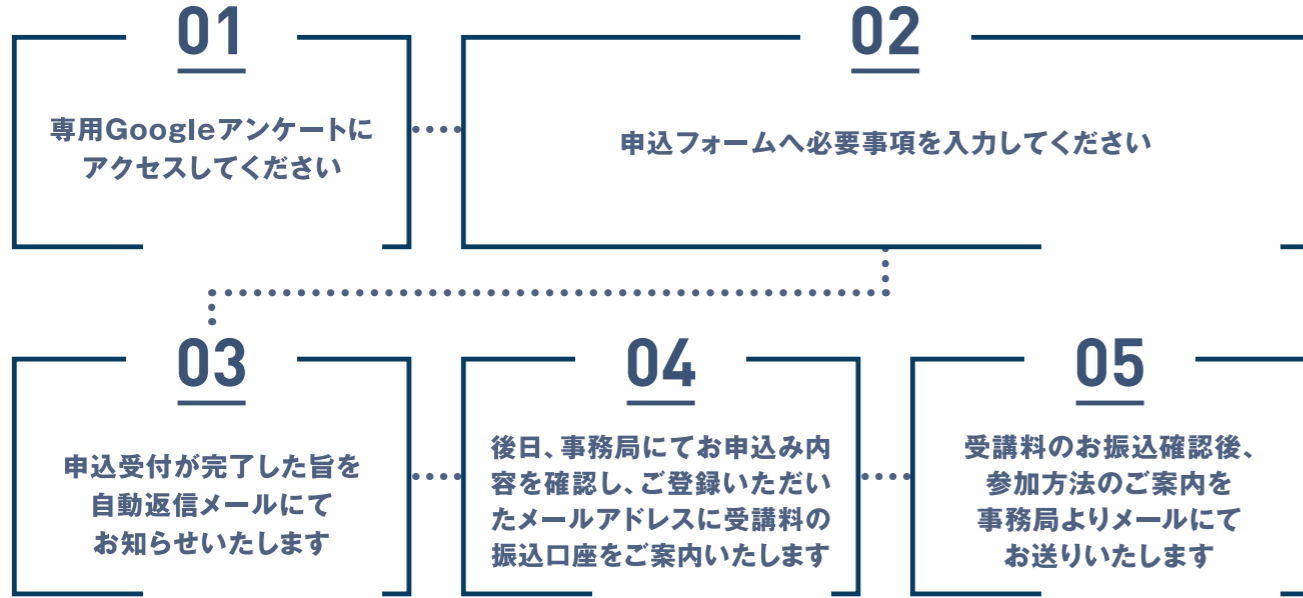 01
専用Googleアンケートに
アクセスしてください
02
申込フォームへ必要事項を入力してください
03
申込受付が完了した旨を
自動返信メールにて
お知らせいたします
04
後日、事務局にてお申込み内
容を確認し、ご登録いただい
たメールアドレスに受講料の
振込口座をご案内いたします
05
受講料のお振込確認後、
参加方法のご案内を
事務局よりメールにて
お送りいたします